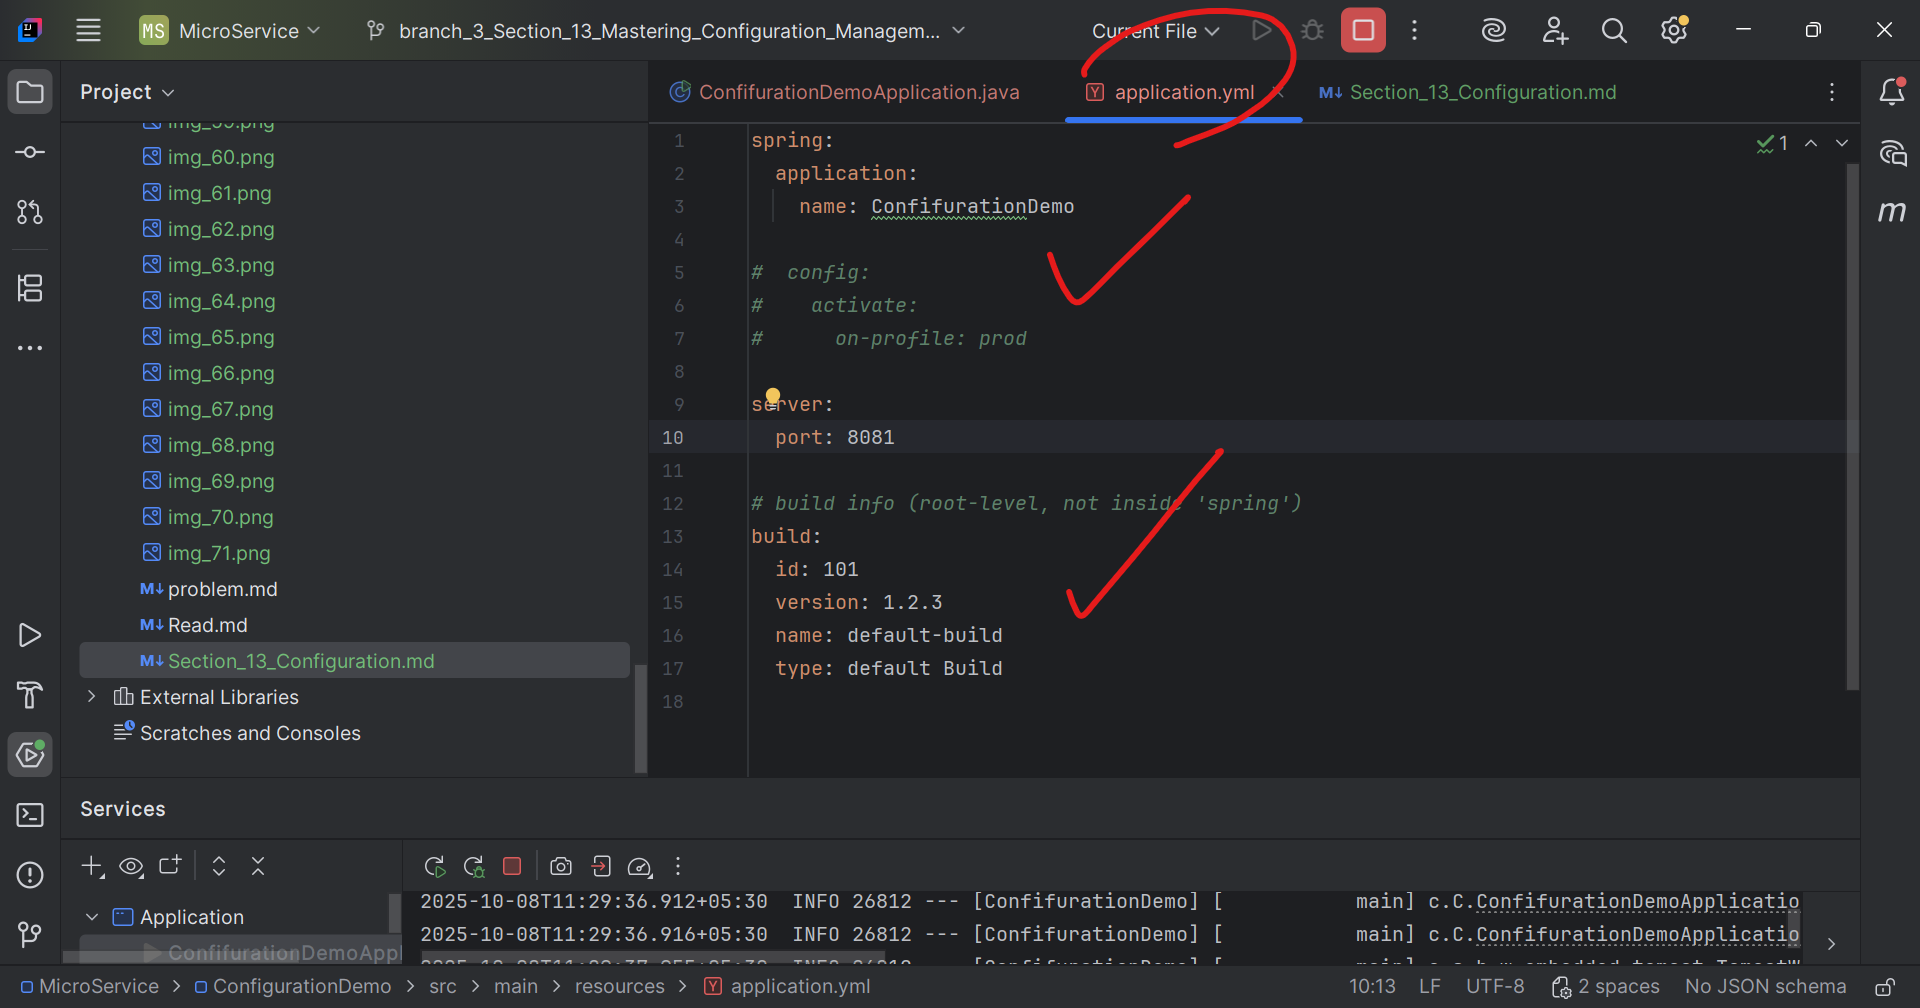 MS MicroService branch_3_Section_13_Mastering_Configuration_Managem... Current File
Project
ConfifurationDemoApplication.java application.yml M↓ Section_13_Configuration.md
img_59.png
img_60.png
img_61.png
img_62.png
img_63.png
img_64.png
img_65.png
img_66.png
img_67.png
img_68.png
img_69.png
img_70.png
img_71.png
M↓ problem.md
M↓ Read.md
M↓ Section_13_Configuration.md
External Libraries
Scratches and Consoles
1 spring:
2 application:
3 name: ConfifurationDemo
4
5 # config:
6 # activate:
7 # on-profile: prod
8
9 server:
10 port: 8081
11
12 # build info (root-level, not inside 'spring')
13 build:
14 id: 101
15 version: 1.2.3
16 name: default-build
17 type: default Build
18
1
m
Services
Application
ConfifurationDemoAppl
2025-10-08T11:29:36.912+05:30 INFO 26812 --- [ConfifurationDemo] [ main] c.C.ConfifurationDemoApplicatio
2025-10-08T11:29:36.916+05:30 INFO 26812 --- [ConfifurationDemo] [ main] c.C.ConfifurationDemoApplicatio
MicroService > ConfigurationDemo > src > main > resources > application.yml 10:13 LF UTF-8 2 spaces No JSON schema